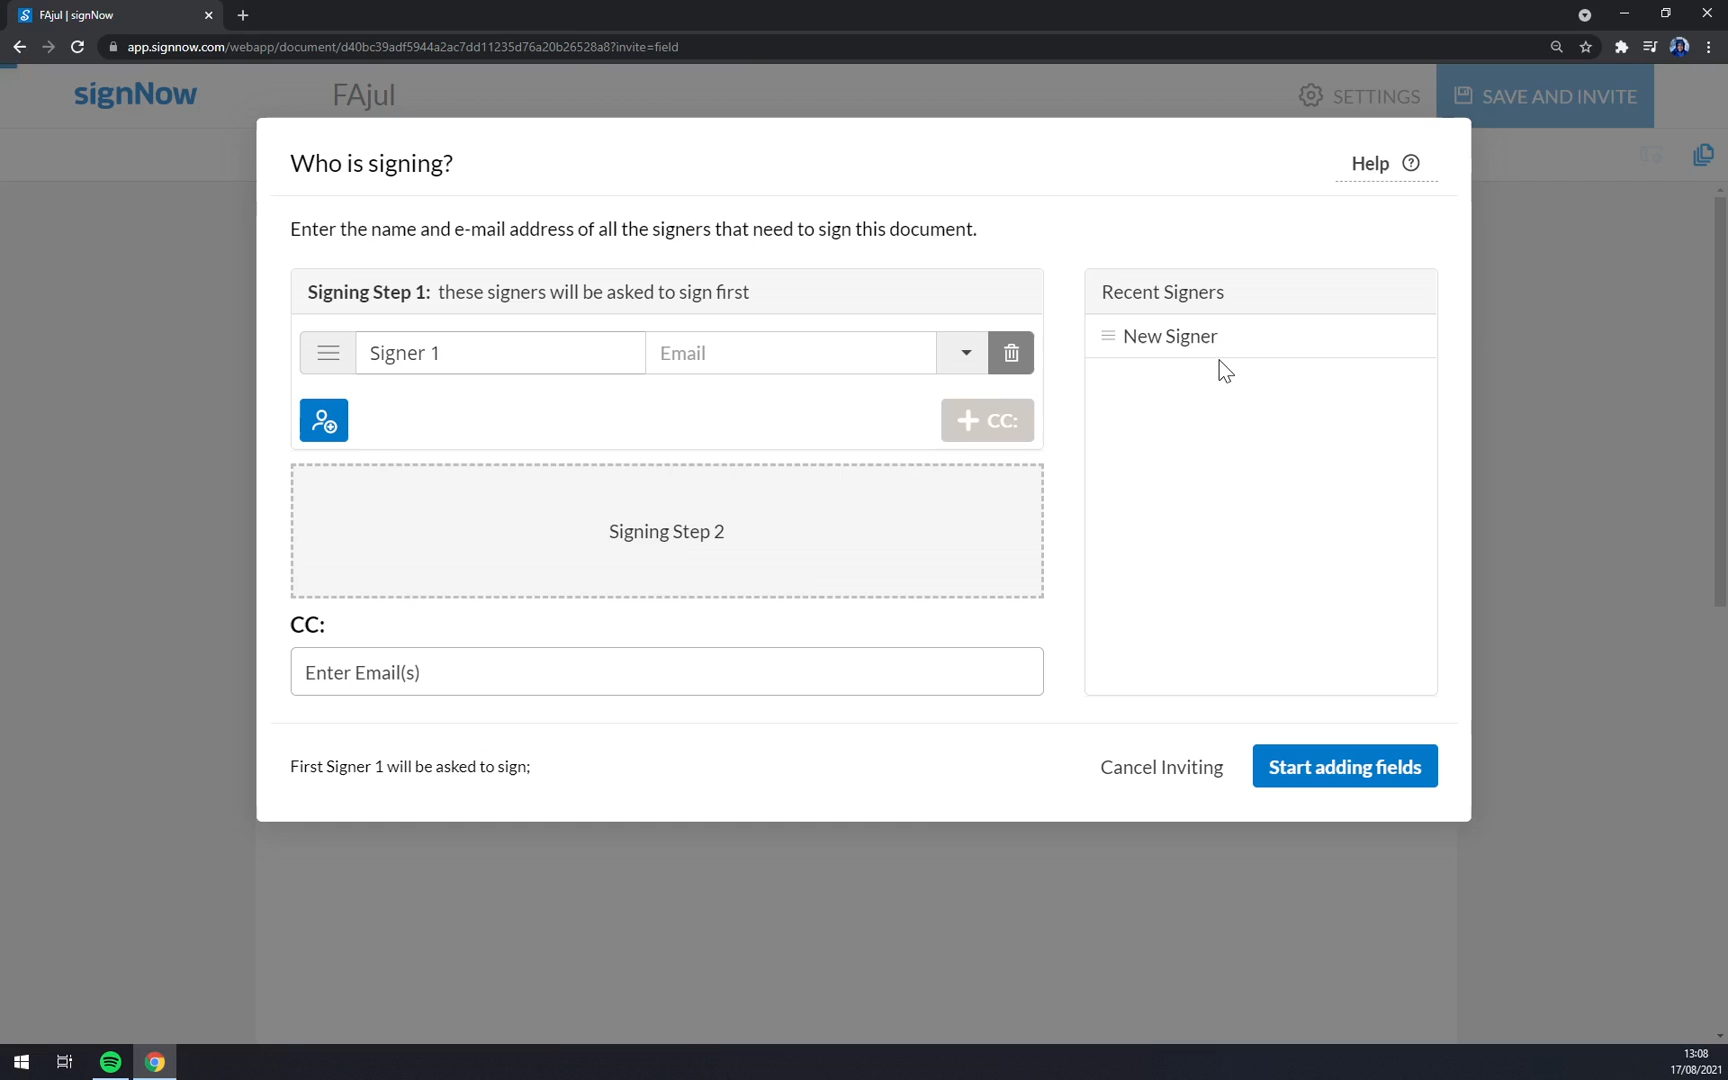 FAjul | signNow
app.signnow.com/webapp/document/d40bc39adf5944a2ac7dd11235d76a20b26528a8?invite=field
signNow
FAjul
SETTINGS
SAVE AND INVITE
Who is signing?
Help
Enter the name and e-mail address of all the signers that need to sign this document.
Signing Step 1: these signers will be asked to sign first
Recent Signers
Signer 1
Email
New Signer
CC:
Signing Step 2
CC:
Enter Email(s)
First Signer 1 will be asked to sign;
Cancel Inviting
Start adding fields
13:08
17/08/2021